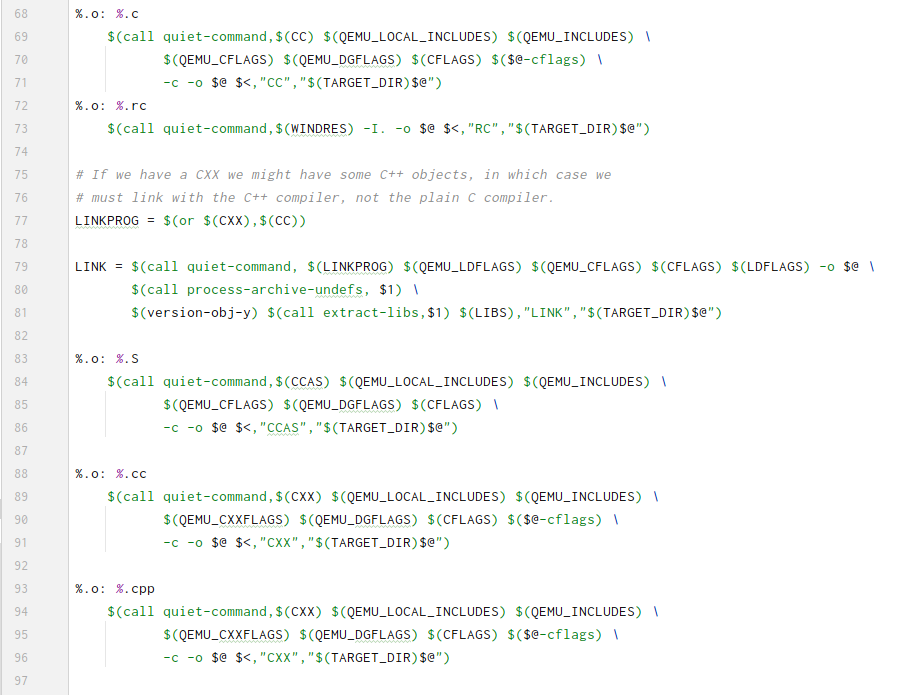 68 %.o: %.c
69     $(call quiet-command,$(CC) $(QEMU_LOCAL_INCLUDES) $(QEMU_INCLUDES) \
70            $(QEMU_CFLAGS) $(QEMU_DGFLAGS) $(CFLAGS) $($@-cflags) \
71            -c -o $@ $<,"CC","$(TARGET_DIR)$@")
72 %.o: %.rc
73     $(call quiet-command,$(WINDRES) -I. -o $@ $<,"RC","$(TARGET_DIR)$@")
74
75 # If we have a CXX we might have some C++ objects, in which case we
76 # must link with the C++ compiler, not the plain C compiler.
77 LINKPROG = $(or $(CXX),$(CC))
78
79 LINK = $(call quiet-command, $(LINKPROG) $(QEMU_LDFLAGS) $(QEMU_CFLAGS) $(CFLAGS) $(LDFLAGS) -o $@ \
80        $(call process-archive-undefs, $1) \
81        $(version-obj-y) $(call extract-libs,$1) $(LIBS),"LINK","$(TARGET_DIR)$@")
82
83 %.o: %.S
84     $(call quiet-command,$(CCAS) $(QEMU_LOCAL_INCLUDES) $(QEMU_INCLUDES) \
85            $(QEMU_CFLAGS) $(QEMU_DGFLAGS) $(CFLAGS) \
86            -c -o $@ $<,"CCAS","$(TARGET_DIR)$@")
87
88 %.o: %.cc
89     $(call quiet-command,$(CXX) $(QEMU_LOCAL_INCLUDES) $(QEMU_INCLUDES) \
90            $(QEMU_CXXFLAGS) $(QEMU_DGFLAGS) $(CFLAGS) $($@-cflags) \
91            -c -o $@ $<,"CXX","$(TARGET_DIR)$@")
92
93 %.o: %.cpp
94     $(call quiet-command,$(CXX) $(QEMU_LOCAL_INCLUDES) $(QEMU_INCLUDES) \
95            $(QEMU_CXXFLAGS) $(QEMU_DGFLAGS) $(CFLAGS) $($@-cflags) \
96            -c -o $@ $<,"CXX","$(TARGET_DIR)$@")
97